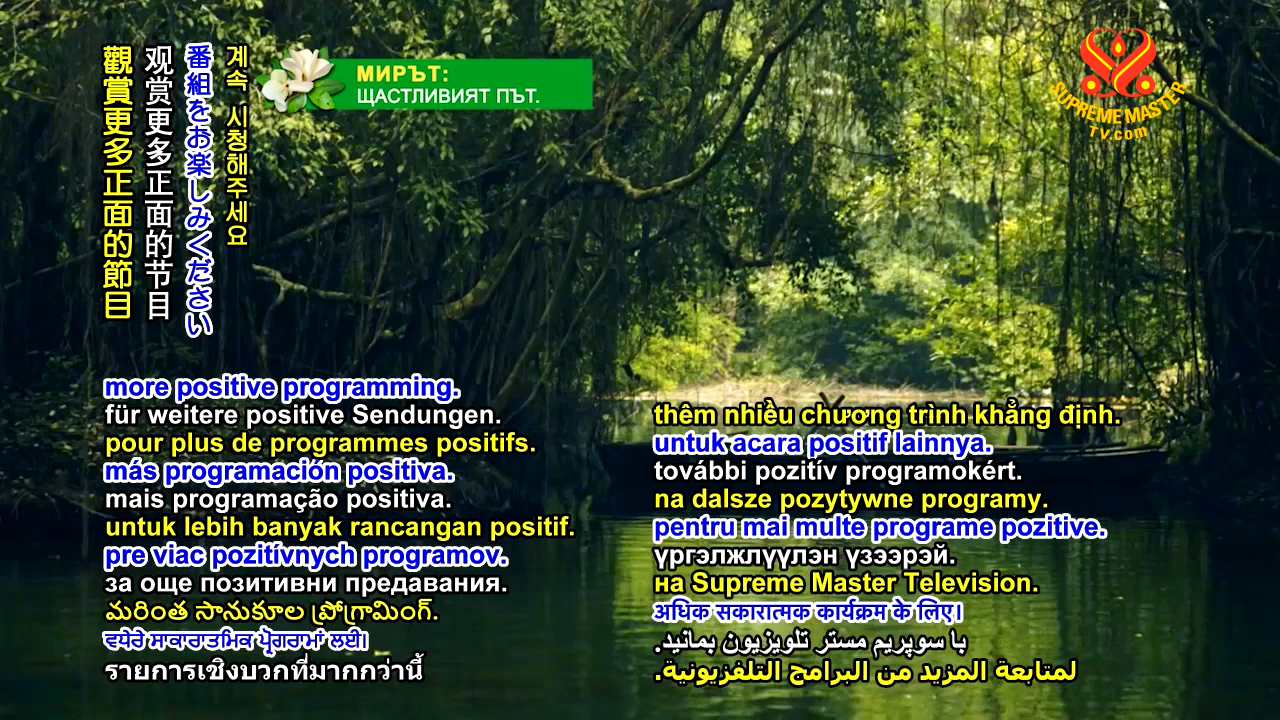 觀賞更多正面的節目
观赏更多正面的节目
番組をお楽しみください
계속 시청해주세요
МИРЪТ:
ЩАСТЛИВИЯТ ПЪТ.
SUPREME MASTER
TV.com
more positive programming.
für weitere positive Sendungen.
pour plus de programmes positifs.
más programación positiva.
mais programação positiva.
untuk lebih banyak rancangan positif.
pre viac pozitívnych programov.
за още позитивни предавания.
మరింత సానుకూల ప్రోగ్రామింగ్.
ਵਧੇਰੇ ਸਾਕਾਰਾਤਮਿਕ ਪ੍ਰੋਗਰਾਮਾਂ ਲਈ।
รายการเชิงบวกที่มากกว่านี้
thêm nhiều chương trình khẳng định.
untuk acara positif lainnya.
további pozitív programokért.
na dalsze pozytywne programy.
pentru mai multe programe pozitive.
үргэлжлүүлэн үзээрэй.
на Supreme Master Television.
अधिक सकारात्मक कार्यक्रम के लिए।
با سوپریم مستر تلویزیون بمانید.
لمتابعة المزيد من البرامج التلفزيونية.